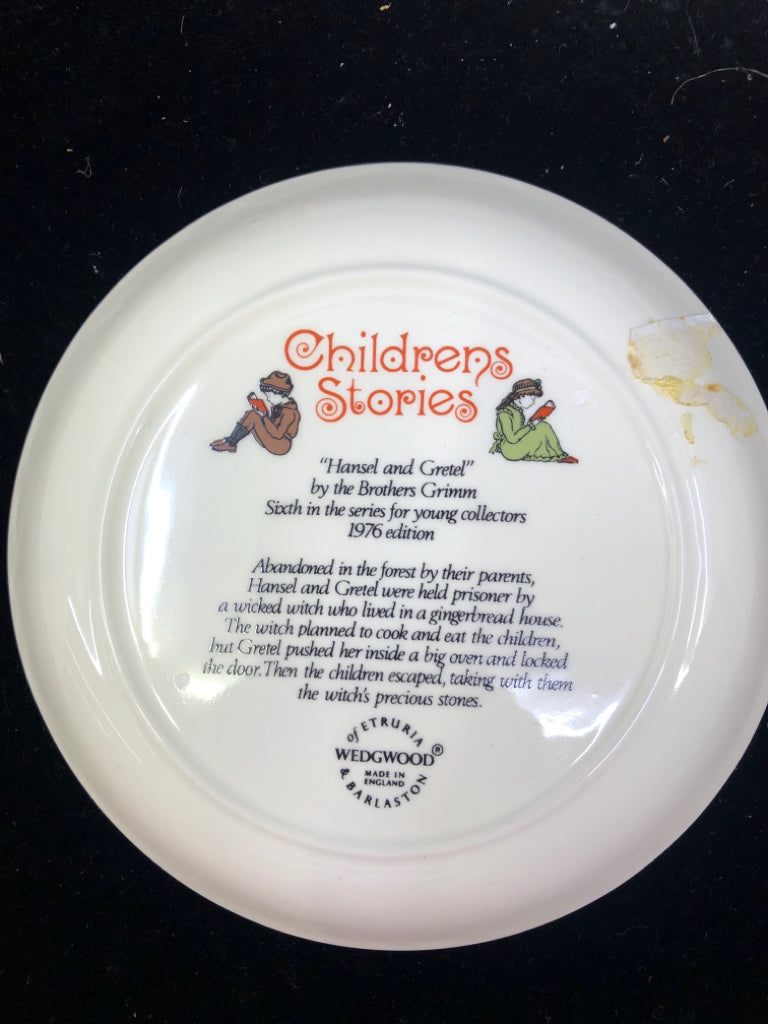 Childrens
Stories
"Hansel and Gretel"
by the Brothers Grimm
Sixth in the series for young collectors
1976 edition
Abandoned in the forest by their parents,
Hansel and Gretel were held prisoner by
a wicked witch who lived in a gingerbread house.
The witch planned to cook and eat the children,
but Gretel pushed her inside a big oven and locked
the door. Then the children escaped, taking with them
the witch's precious stones.
of ETRURIA
WEDGWOOD®
MADE IN
ENGLAND
& BARLASTON